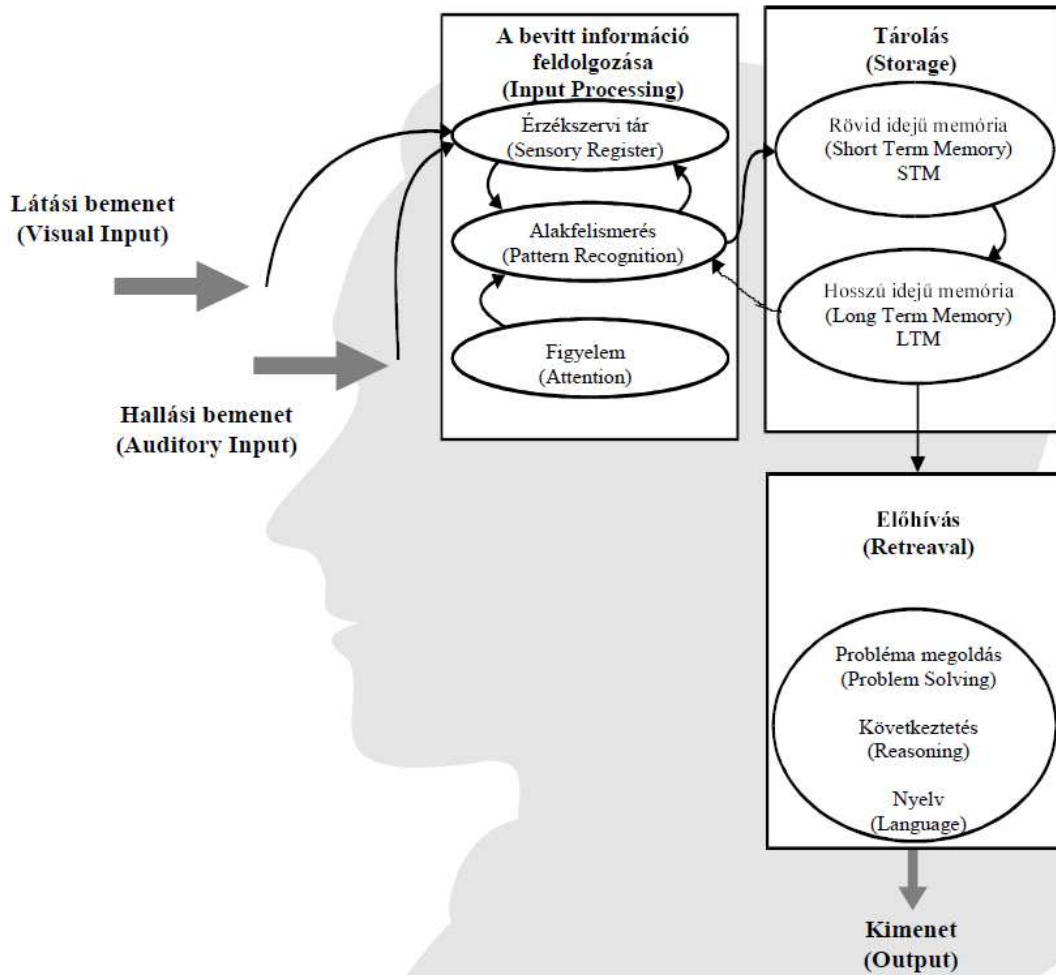 A bevitt információ
feldolgozása
(Input Processing)
Érzékszervi tár
(Sensory Register)
Alakfelismerés
(Pattern Recognition)
Figyelem
(Attention)
Tárolás
(Storage)
Rövid idejű memória
(Short Term Memory)
STM
Hosszú idejű memória
(Long Term Memory)
LTM
Látási bemenet
(Visual Input)
Hallási bemenet
(Auditory Input)
Előhívás
(Retreaval)
Probléma megoldás
(Problem Solving)
Következtetés
(Reasoning)
Nyelv
(Language)
Kimenet
(Output)